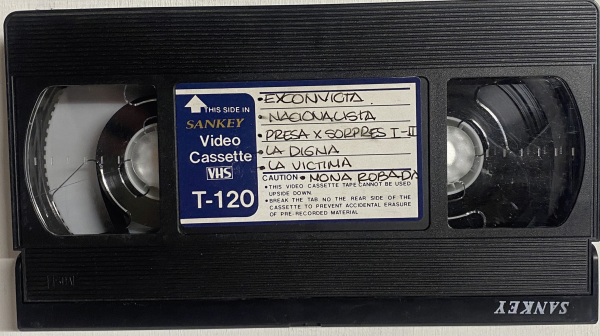 THIS SIDE IN
SANKEY
Video
Cassette
VHS
T-120
• EXCONVICTA.
• NACIONALISTA
• PRESA X SORPRES I-II
• LA DIGNA
• LA VICTIMA
CAUTION • MONA ROBADA
• THIS VIDEO CASSETTE TAPE CANNOT BE USED
UPSIDE DOWN.
• BREAK THE TAB NO THE REAR SIDE OF THE
CASSETTE TO PREVENT ACCIDENTAL ERASURE
OF PRE-RECORDED MATERIAL
SANKEY